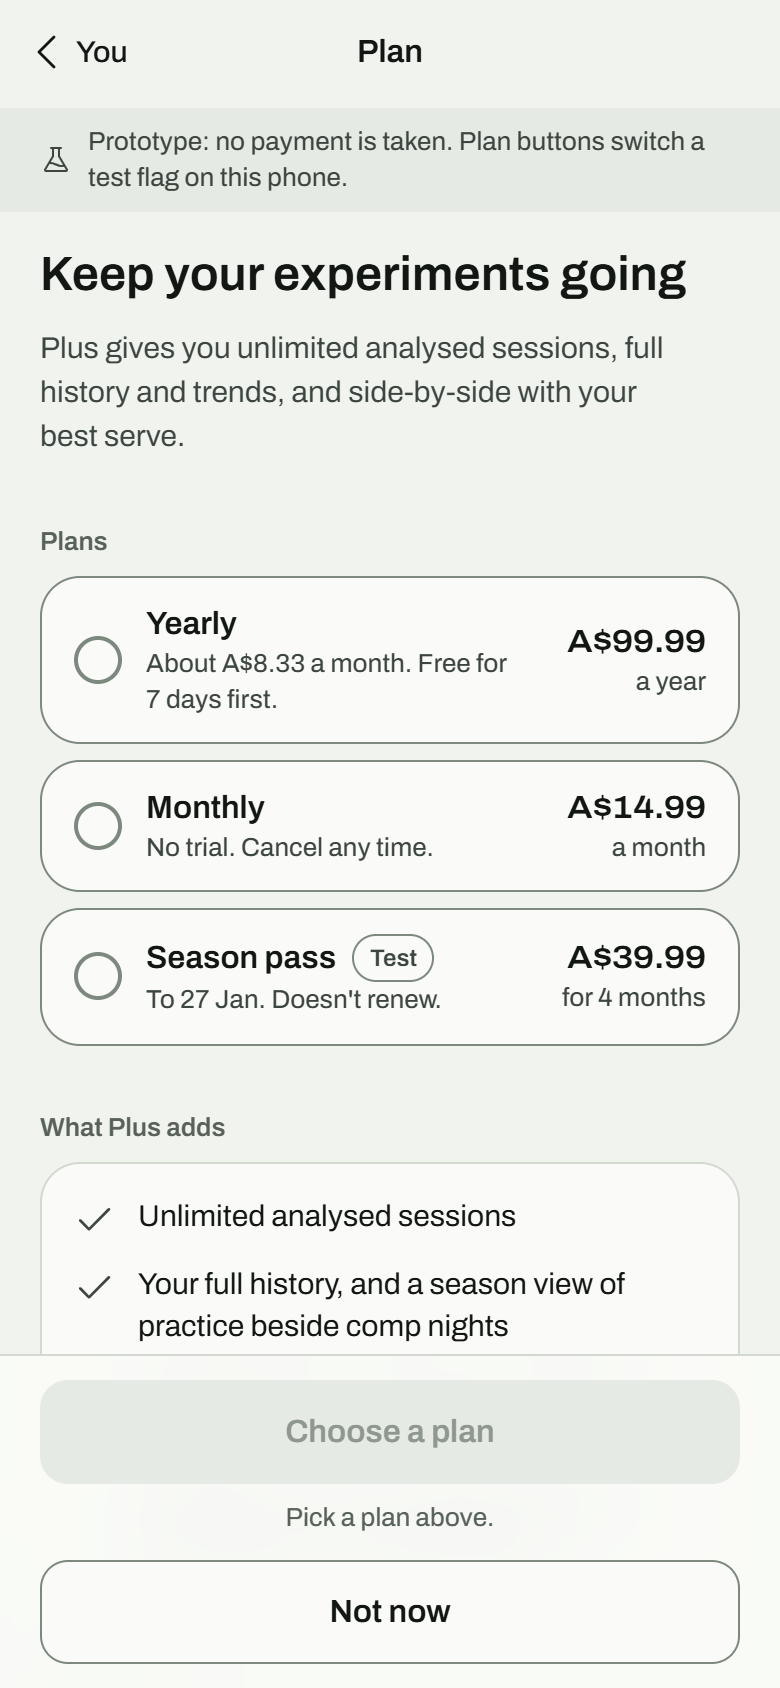 You
Plan
Prototype: no payment is taken. Plan buttons switch a
test flag on this phone.
Keep your experiments going
Plus gives you unlimited analysed sessions, full
history and trends, and side-by-side with your
best serve.
Plans
Yearly
About A$8.33 a month. Free for
7 days first.
A$99.99
a year
Monthly
No trial. Cancel any time.
A$14.99
a month
Season pass
Test
To 27 Jan. Doesn't renew.
A$39.99
for 4 months
What Plus adds
Unlimited analysed sessions
Your full history, and a season view of
practice beside comp nights
Choose a plan
Pick a plan above.
Not now